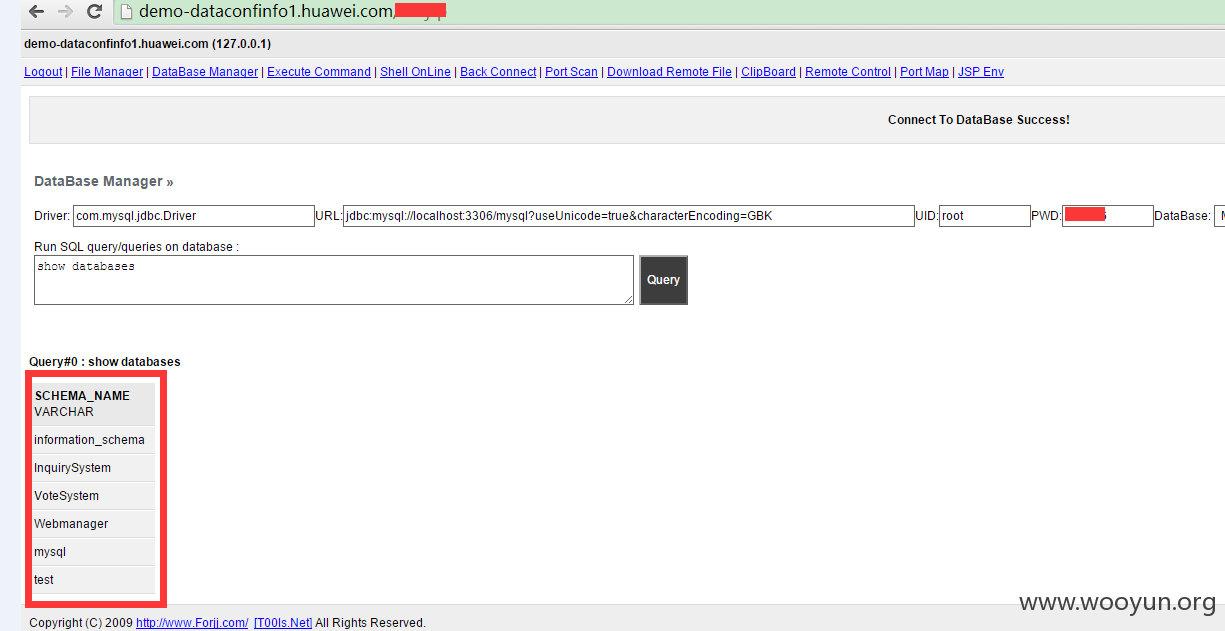 demo-dataconfinfo1.huawei.com/
demo-dataconfinfo1.huawei.com (127.0.0.1)
Logout | File Manager | DataBase Manager | Execute Command | Shell OnLine | Back Connect | Port Scan | Download Remote File | ClipBoard | Remote Control | Port Map | JSP Env
Connect To DataBase Success!
DataBase Manager »
Driver: com.mysql.jdbc.Driver URL: jdbc:mysql://localhost:3306/mysql?useUnicode=true&characterEncoding=GBK UID: root PWD: DataBase:
Run SQL query/queries on database :
show databases
Query
Query#0 : show databases
SCHEMA_NAME
VARCHAR
information_schema
InquirySystem
VoteSystem
Webmanager
mysql
test
www.wooyun.org
Copyright (C) 2009 http://www.Forjj.com/ [T00ls.Net] All Rights Reserved.